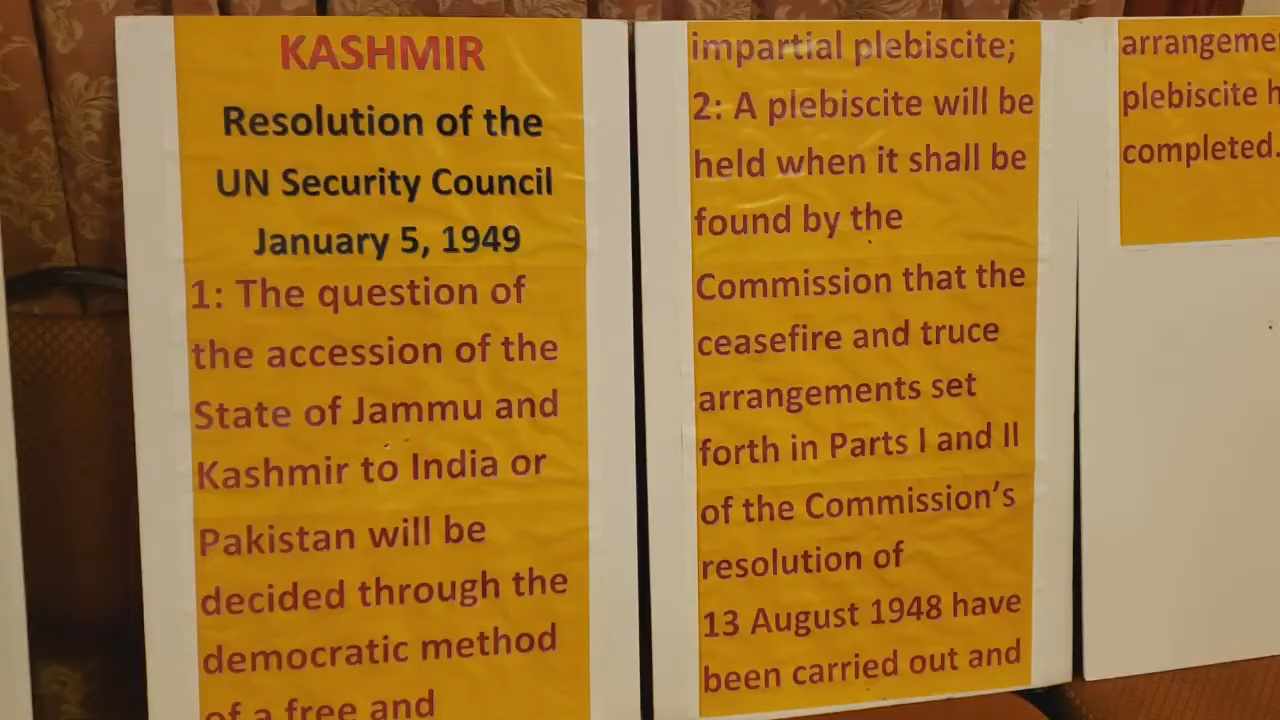 KASHMIR
Resolution of the
UN Security Council
January 5, 1949
1: The question of
the accession of the
State of Jammu and
Kashmir to India or
Pakistan will be
decided through the
democratic method
of a free and
impartial plebiscite;
2: A plebiscite will be
held when it shall be
found by the
Commission that the
ceasefire and truce
arrangements set
forth in Parts I and II
of the Commission's
resolution of
13 August 1948 have
been carried out and
arrangeme
plebiscite h
completed.